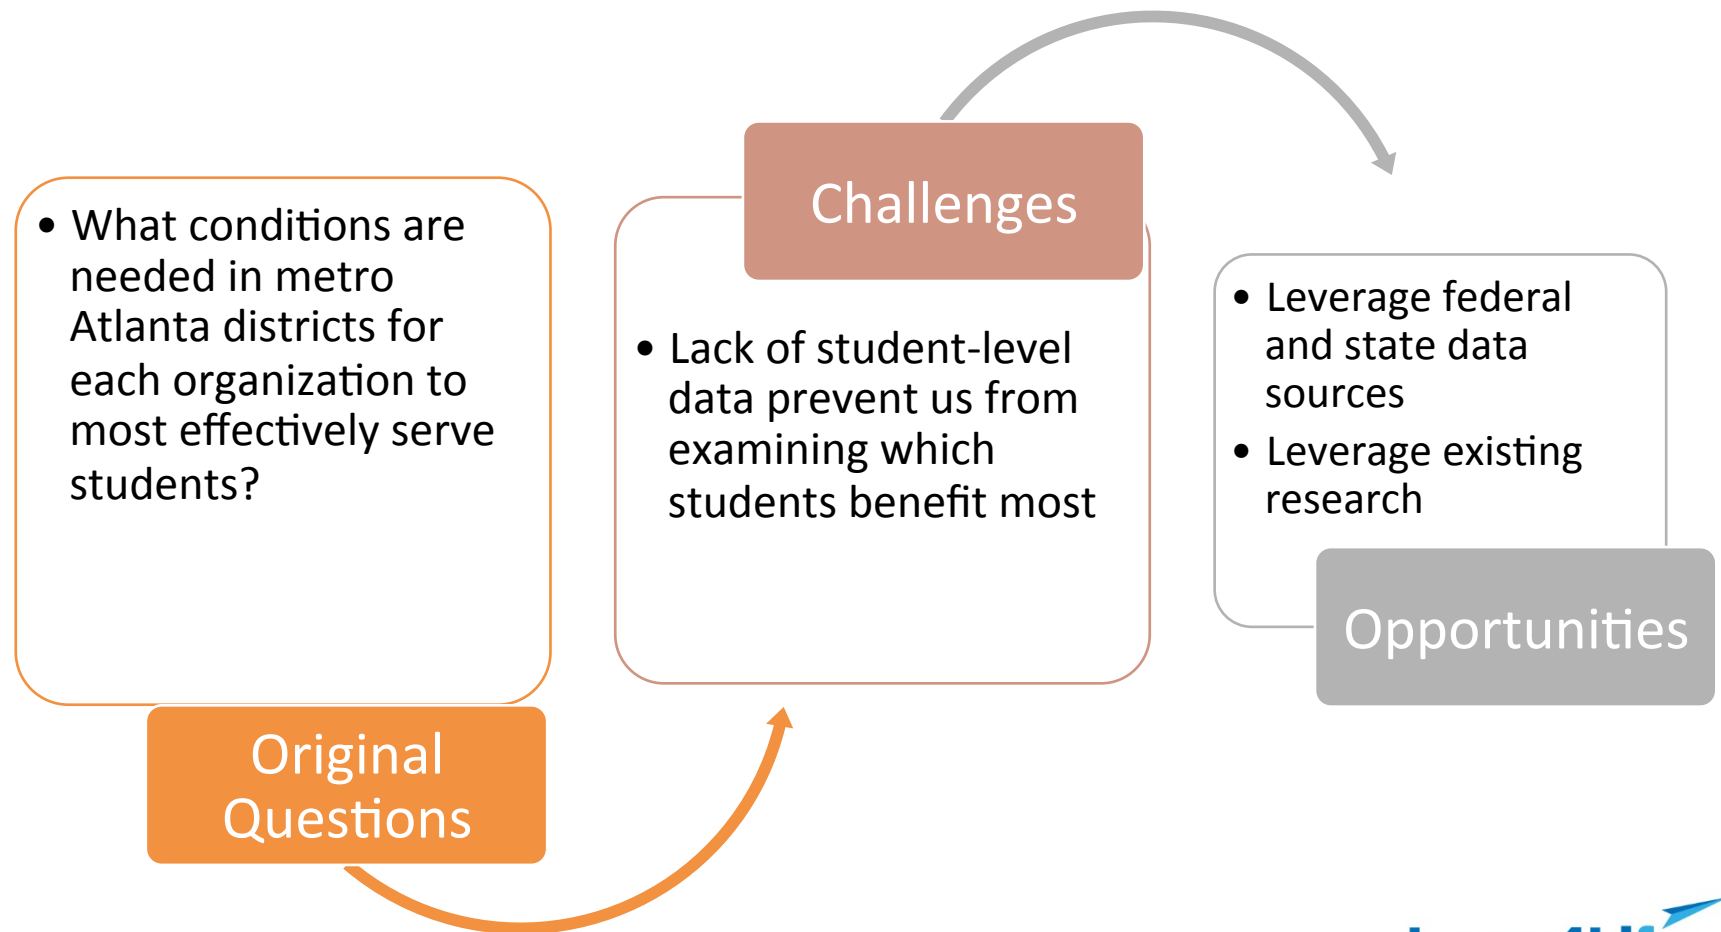 • What conditions are
needed in metro
Atlanta districts for
each organization to
most effectively serve
students?
Original
Questions
Challenges
• Lack of student-level
data prevent us from
examining which
students benefit most
• Leverage federal
and state data
sources
• Leverage existing
research
Opportunities